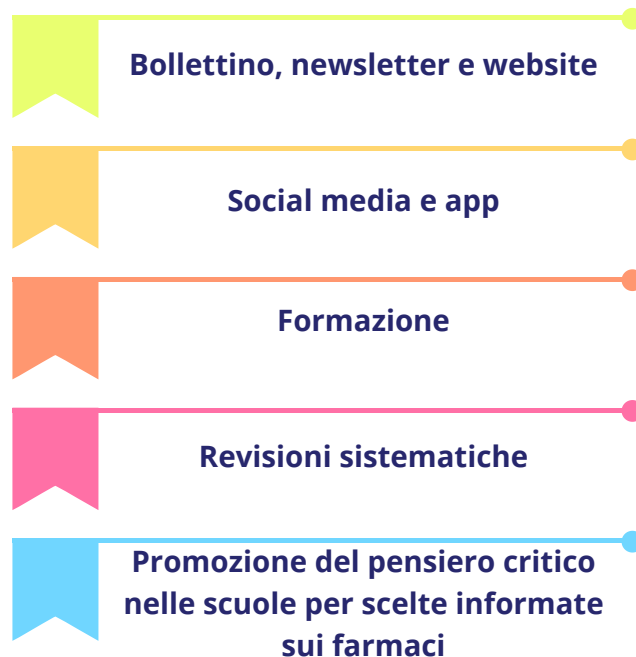 Bollettino, newsletter e website
Social media e app
Formazione
Revisioni sistematiche
Promozione del pensiero critico
nelle scuole per scelte informate
sui farmaci